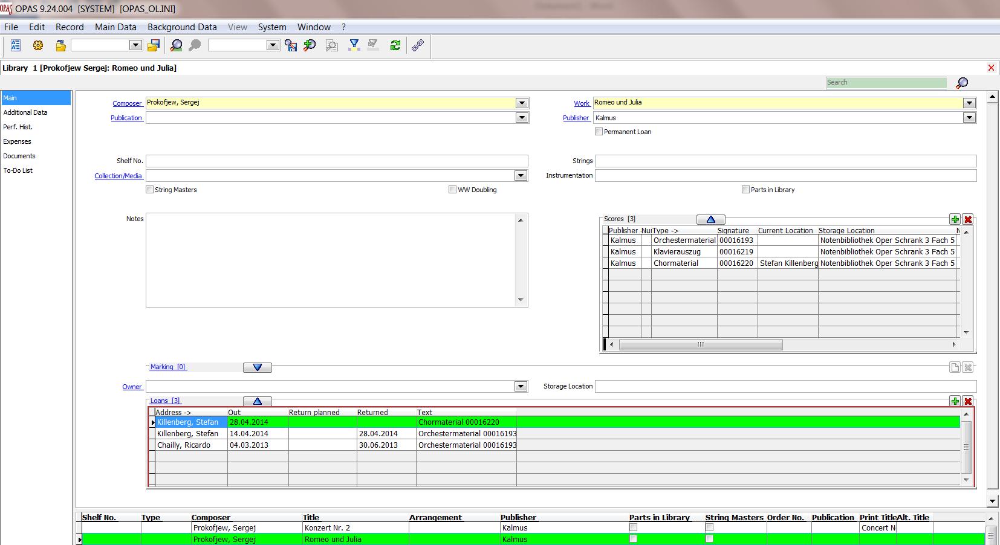 OPAS 9.24.004 [SYSTEM] [OPAS_OL.INI]
File Edit Record Main Data Background Data View System Window ?
Library 1 [Prokofjew Sergej: Romeo und Julia]
Search
Main
Additional Data
Perf. Hist.
Expenses
Documents
To-Do List
Composer Prokofjew, Sergej Work Romeo und Julia
Publication Publisher Kalmus
Permanent Loan
Shelf No. Strings
Collection/Media Instrumentation
String Masters WW Doubling Parts in Library
Notes
Scores [3]
Publisher Nu Type -> Signature Current Location Storage Location N
Kalmus Orchestermaterial 00016193 Notenbibliothek Oper Schrank 3 Fach 5
Kalmus Klavierauszug 00016219 Notenbibliothek Oper Schrank 3 Fach 5
Kalmus Chormaterial 00016220 Stefan Killenberg Notenbibliothek Oper Schrank 3 Fach 5
Marking [0]
Owner Storage Location
Loans [3]
Address -> Out Return planned Returned Text
Killenberg, Stefan 28.04.2014 Chormaterial 00016220
Killenberg, Stefan 14.04.2014 28.04.2014 Orchestermaterial 00016193
Chailly, Ricardo 04.03.2013 30.06.2013 Orchestermaterial 00016193
Shelf No. Type Composer Title Arrangement Publisher Parts in Library String Masters Order No. Publication Print Title Alt. Title
Prokofjew, Sergej Konzert Nr. 2 Kalmus Concert N
Prokofjew, Sergej Romeo und Julia Kalmus